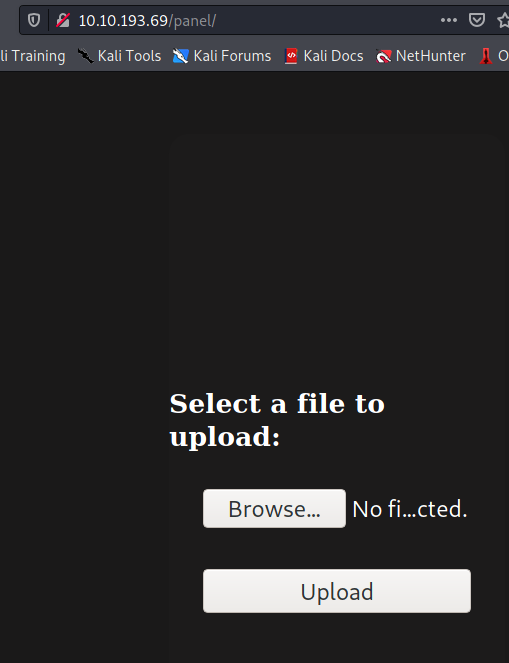 10.10.193.69/panel/
li Training Kali Tools Kali Forums Kali Docs NetHunter O
Select a file to
upload:
Browse... No fi...cted.
Upload